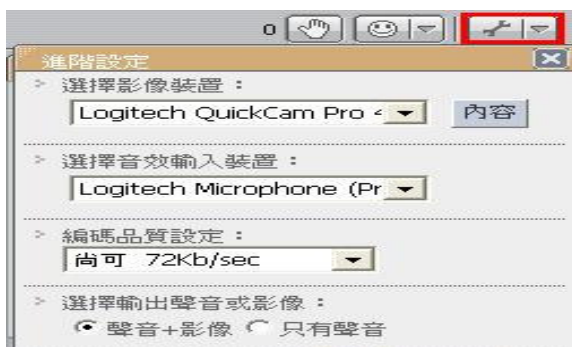 0
進階設定
選擇影像裝置：
Logitech QuickCam Pro 4
內容
選擇音效輸入裝置：
Logitech Microphone (Pr
編碼品質設定：
尚可 72Kb/sec
選擇輸出聲音或影像：
聲音+影像 只有聲音